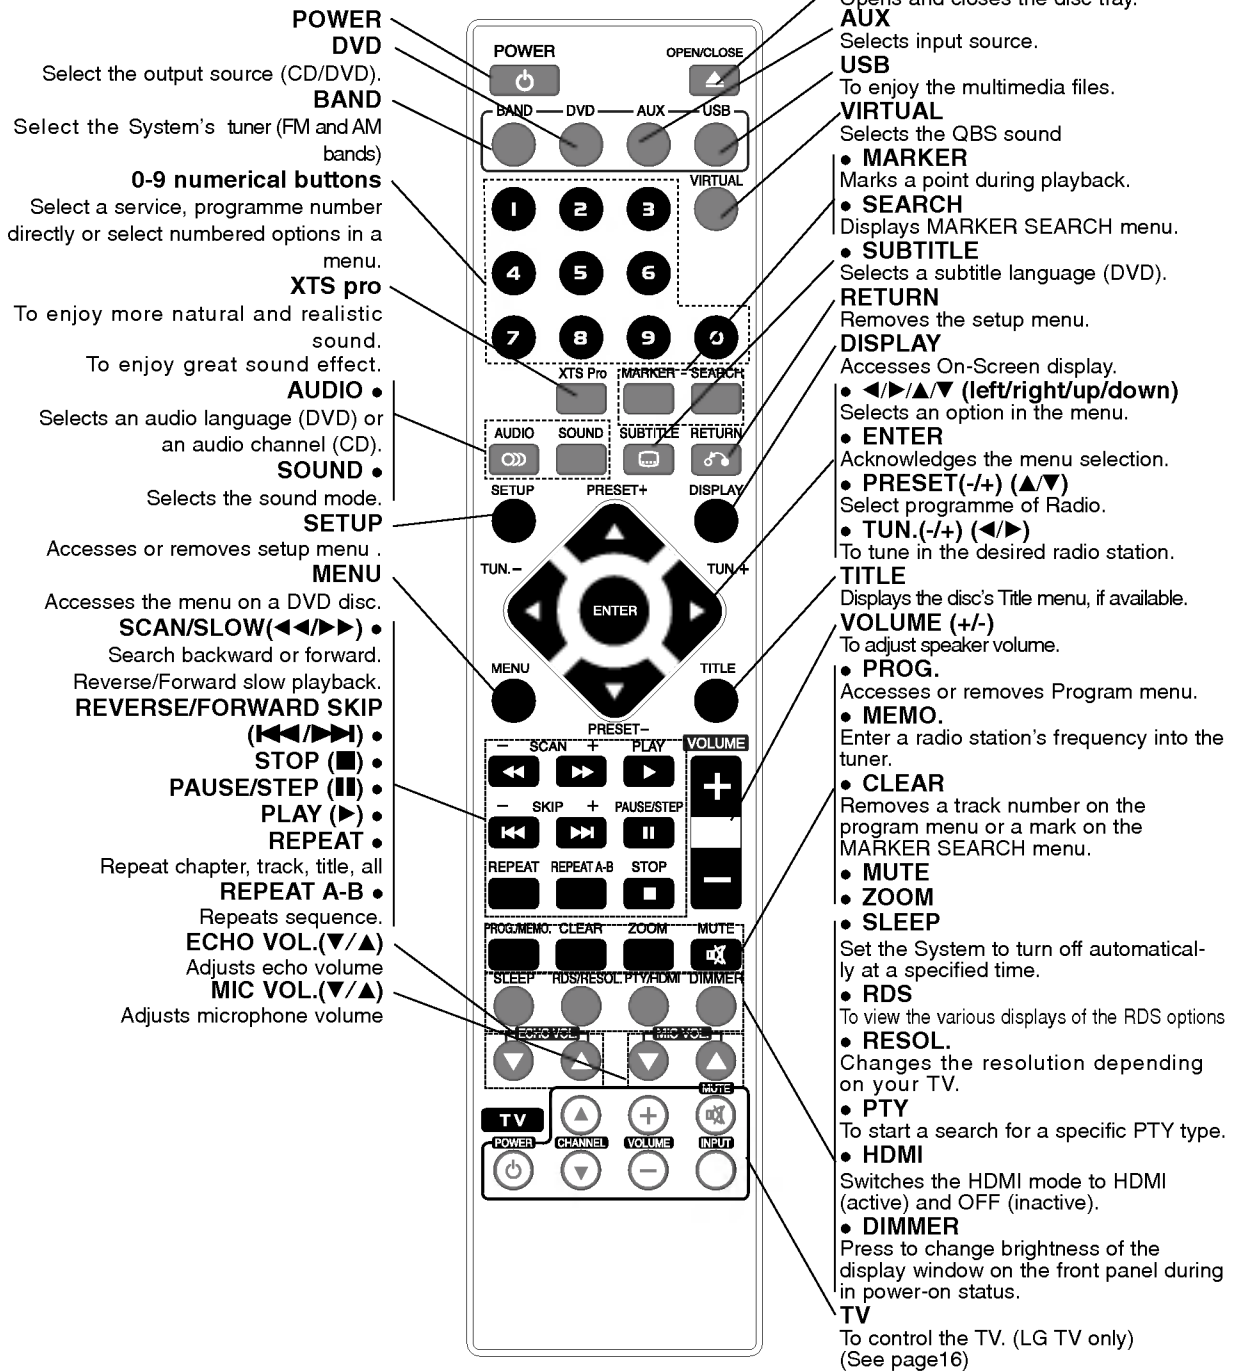 POWER
DVD
Select the output source (CD/DVD).
BAND
Select the System's tuner (FM and AM
bands)
0-9 numerical buttons
Select a service, programme number
directly or select numbered options in a
menu.
XTS pro
To enjoy more natural and realistic
sound.
To enjoy great sound effect.
AUDIO ●
Selects an audio language (DVD) or
an audio channel (CD).
SOUND ●
Selects the sound mode.
SETUP
Accesses or removes setup menu .
MENU
Accesses the menu on a DVD disc.
SCAN/SLOW(◄◄/►►) ●
Search backward or forward.
Reverse/Forward slow playback.
REVERSE/FORWARD SKIP
(I◄◄/►►I) ●
STOP (■) ●
PAUSE/STEP (II) ●
PLAY (►) ●
REPEAT ●
Repeat chapter, track, title, all
REPEAT A-B ●
Repeats sequence.
ECHO VOL.(▼/▲)
Adjusts echo volume
MIC VOL.(▼/▲)
Adjusts microphone volume
POWER OPEN/CLOSE
BAND DVD AUX USB
VIRTUAL
1 2 3
4 5 6
7 8 9 0
XTS Pro MARKER SEARCH
AUDIO SOUND SUBTITLE RETURN
SETUP PRESET+ DISPLAY
TUN.- TUN.+
ENTER
MENU TITLE
PRESET-
- SCAN + PLAY VOLUME
+
- SKIP + PAUSE/STEP
REPEAT REPEAT A-B STOP
-
PROG./MEMO. CLEAR ZOOM MUTE
SLEEP RDS/RESOL. PTY/HDMI DIMMER
ECHO VOL. MIC VOL.
MUTE
TV
POWER CHANNEL VOLUME INPUT
Opens and closes the disc tray.
AUX
Selects input source.
USB
To enjoy the multimedia files.
VIRTUAL
Selects the QBS sound
● MARKER
Marks a point during playback.
● SEARCH
Displays MARKER SEARCH menu.
● SUBTITLE
Selects a subtitle language (DVD).
RETURN
Removes the setup menu.
DISPLAY
Accesses On-Screen display.
● ◄/►/▲/▼ (left/right/up/down)
Selects an option in the menu.
● ENTER
Acknowledges the menu selection.
● PRESET(-/+) (▲/▼)
Select programme of Radio.
● TUN.(-/+) (◄/►)
To tune in the desired radio station.
TITLE
Displays the disc's Title menu, if available.
VOLUME (+/-)
To adjust speaker volume.
● PROG.
Accesses or removes Program menu.
● MEMO.
Enter a radio station's frequency into the
tuner.
● CLEAR
Removes a track number on the
program menu or a mark on the
MARKER SEARCH menu.
● MUTE
● ZOOM
● SLEEP
Set the System to turn off automatical-
ly at a specified time.
● RDS
To view the various displays of the RDS options
● RESOL.
Changes the resolution depending
on your TV.
● PTY
To start a search for a specific PTY type.
● HDMI
Switches the HDMI mode to HDMI
(active) and OFF (inactive).
● DIMMER
Press to change brightness of the
display window on the front panel during
in power-on status.
TV
To control the TV. (LG TV only)
(See page16)